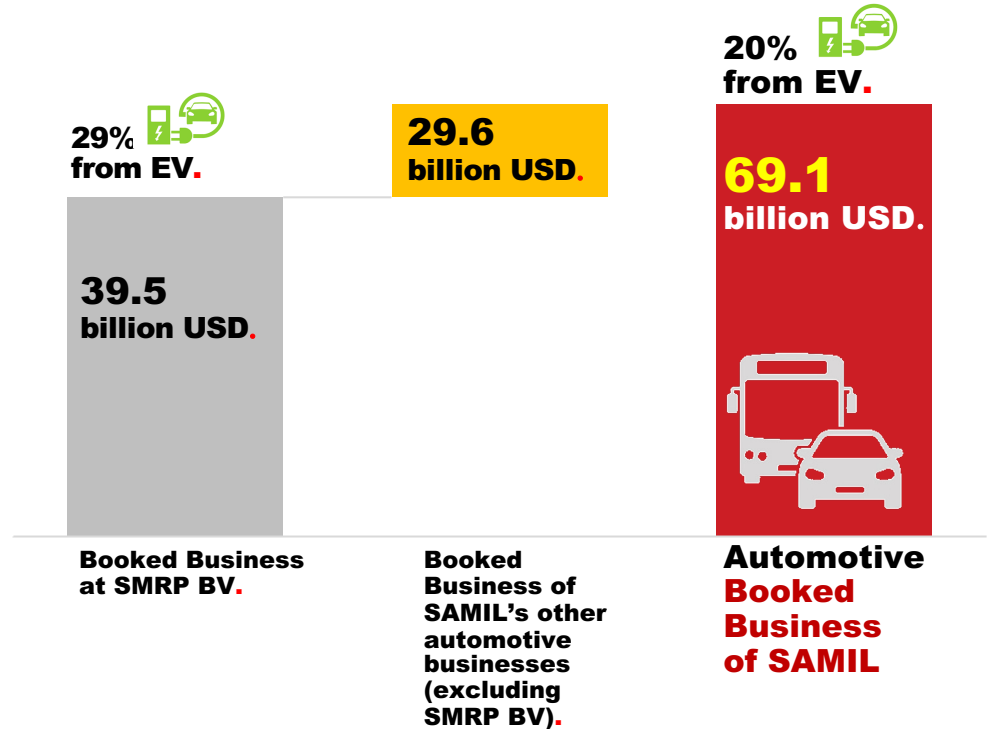 29%
from EV.
39.5
billion USD.
Booked Business
at SMRP BV.
29.6
billion USD.
Booked
Business of
SAMIL’s other
automotive
businesses
(excluding
SMRP BV).
20%
from EV.
69.1
billion USD.
Automotive
Booked
Business
of SAMIL